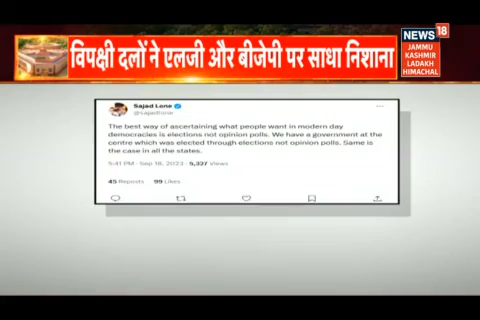 विपक्षी दलों ने एलजी और बीजेपी पर साधा निशाना
NEWS 18
JAMMU
KASHMIR
LADAKH
HIMACHAL
Sajad Lone
@sajadlone
The best way of ascertaining what people want in modern day
democracies is elections not opinion polls. We have a government at the
centre which was elected through elections not opinion polls. Same is
the case in all the states.
5:41 PM · Sep 18, 2023 · 5,327 Views
45 Reposts 99 Likes